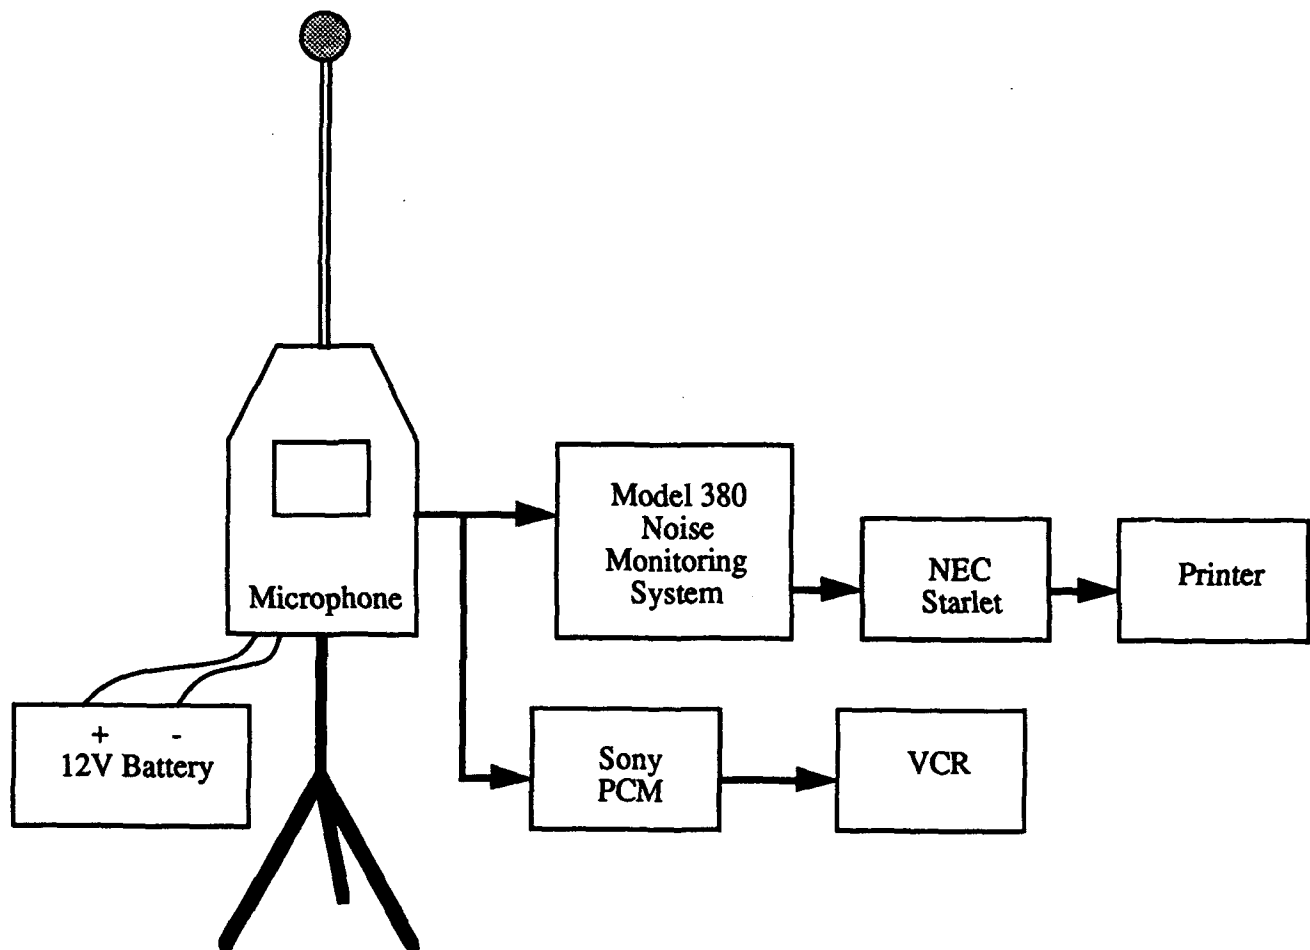 Model 380
Noise
Monitoring
System
NEC
Starlet
Printer
Microphone
+ -
12V Battery
Sony
PCM
VCR